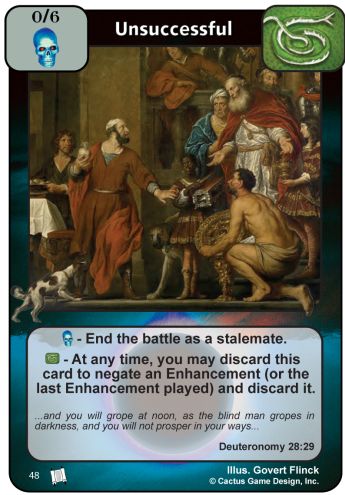 0/6
Unsuccessful
- End the battle as a stalemate.
- At any time, you may discard this
card to negate an Enhancement (or the
last Enhancement played) and discard it.
...and you will grope at noon, as the blind man gropes in
darkness, and you will not prosper in your ways...
Deuteronomy 28:29
48
Illus. Govert Flinck
© Cactus Game Design, Inc.